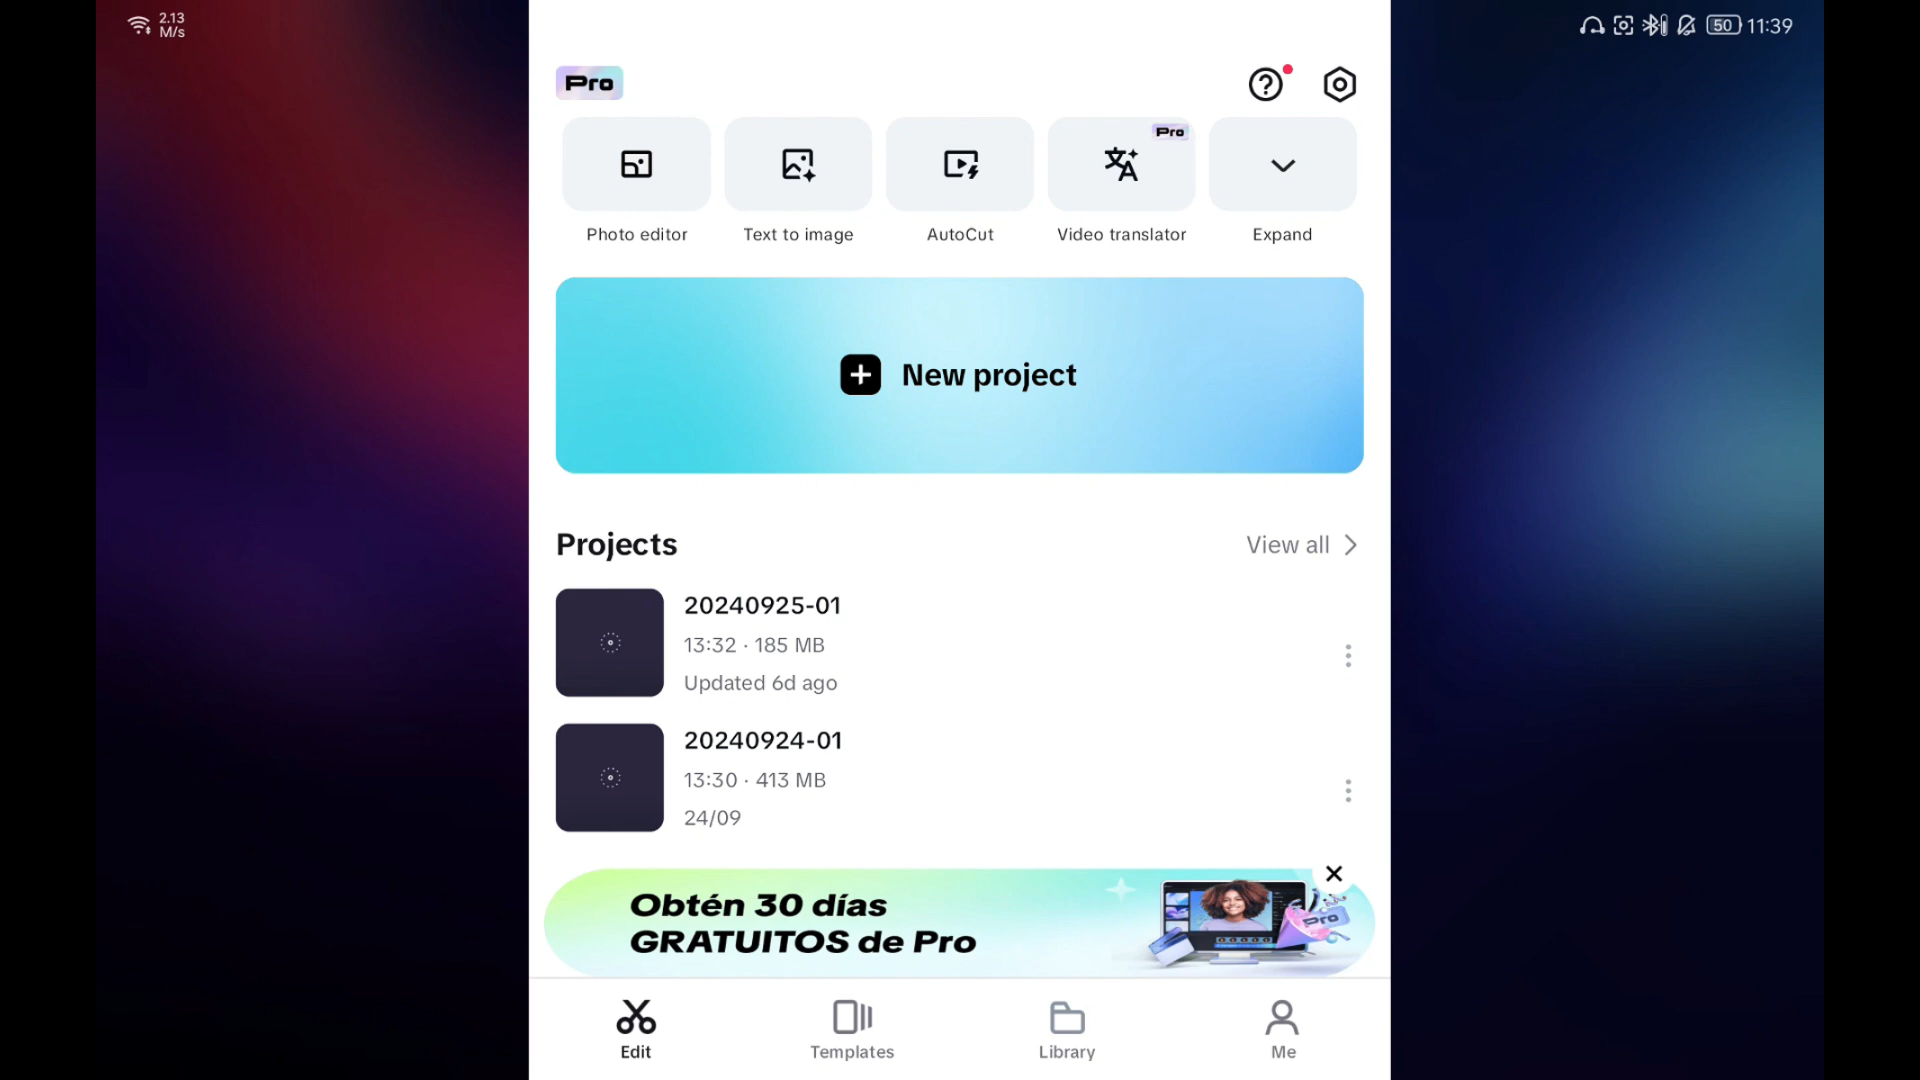 2.13
M/s
50 11:39
Pro
Pro
Photo editor
Text to image
AutoCut
Video translator
Expand
New project
Projects
View all
20240925-01
13:32 · 185 MB
Updated 6d ago
20240924-01
13:30 · 413 MB
24/09
Obtén 30 días
GRATUITOS de Pro
Pro
Edit
Templates
Library
Me